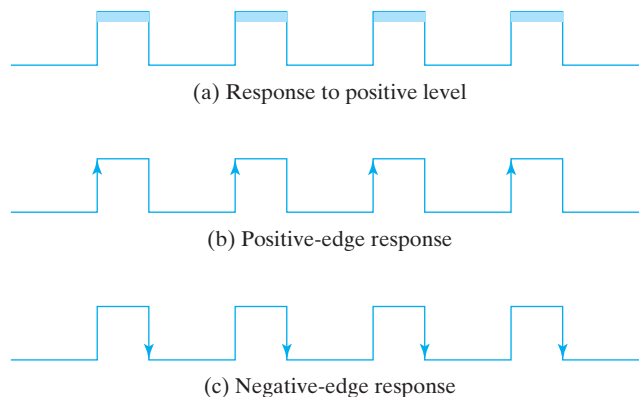 (a) Response to positive level
(b) Positive-edge response
(c) Negative-edge response